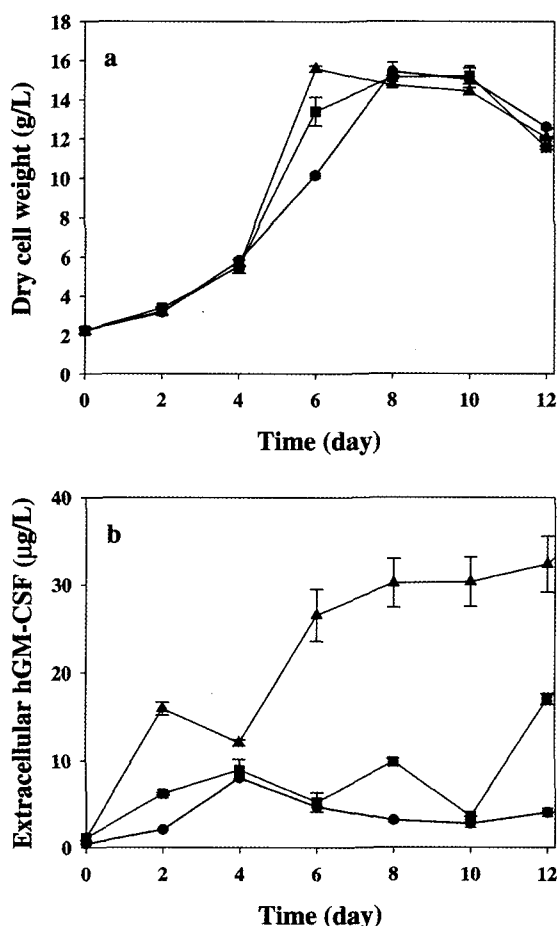 a
Dry cell weight (g/L)
18
16
14
12
10
8
6
4
2
0
0 2 4 6 8 10 12
Time (day)
b
Extracellular hGM-CSF (μg/L)
40
30
20
10
0
0 2 4 6 8 10 12
Time (day)